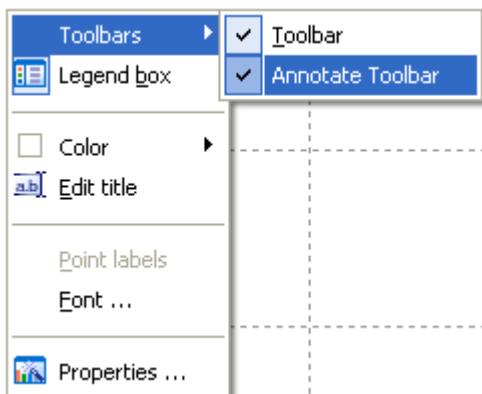 Toolbars
Toolbar
Legend box
Annotate Toolbar
Color
a.b
Edit title
Point labels
Font ...
Properties ...